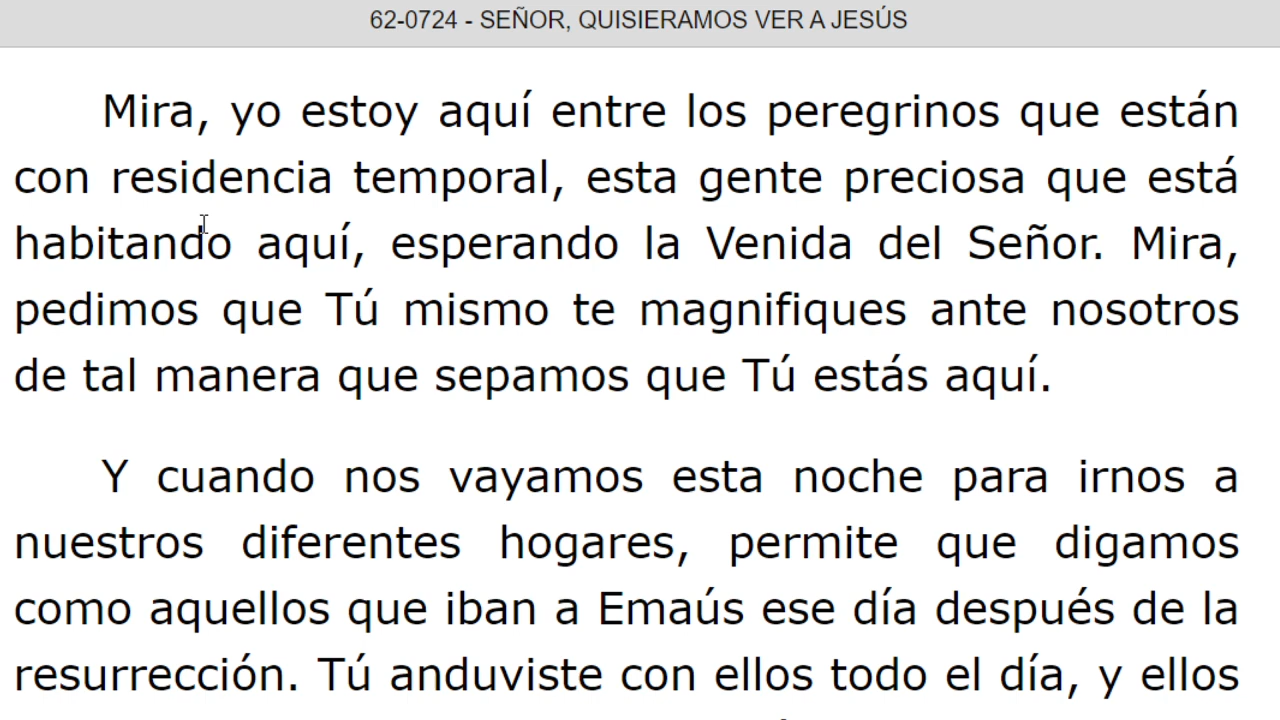 62-0724 - SEÑOR, QUISIERAMOS VER A JESÚS
Mira, yo estoy aquí entre los peregrinos que están
con residencia temporal, esta gente preciosa que está
habitando aquí, esperando la Venida del Señor. Mira,
pedimos que Tú mismo te magnifiques ante nosotros
de tal manera que sepamos que Tú estás aquí.
Y cuando nos vayamos esta noche para irnos a
nuestros diferentes hogares, permite que digamos
como aquellos que iban a Emaús ese día después de la
resurrección. Tú anduviste con ellos todo el día, y ellos